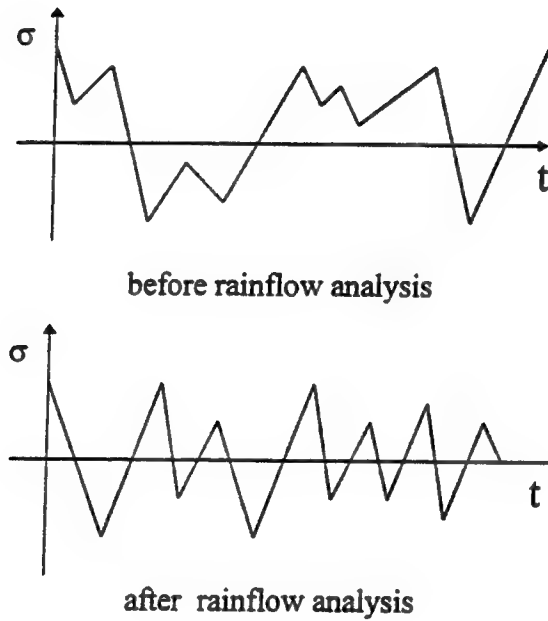 σ
t
before rainflow analysis
σ
t
after rainflow analysis